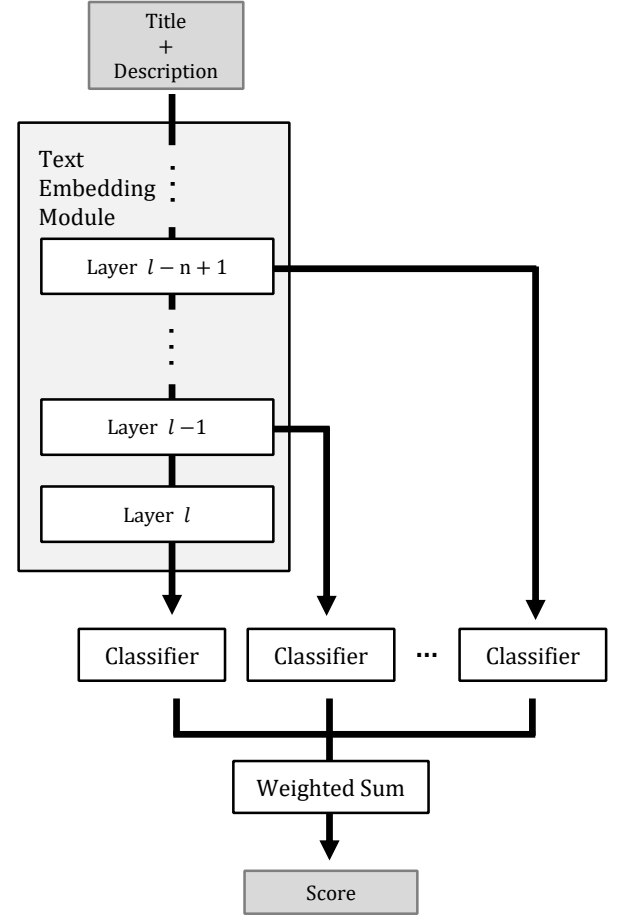 Title
+
Description
Text
Embedding
Module
Layer l − n + 1
Layer l −1
Layer l
Classifier
Classifier
...
Classifier
Weighted Sum
Score